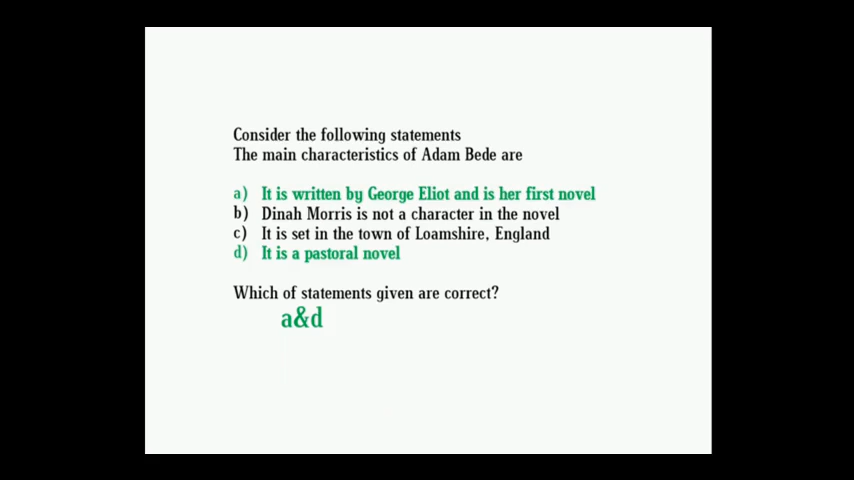 Consider the following statements
The main characteristics of Adam Bede are
a) It is written by George Eliot and is her first novel
b) Dinah Morris is not a character in the novel
c) It is set in the town of Loamshire, England
d) It is a pastoral novel
Which of statements given are correct?
a&d